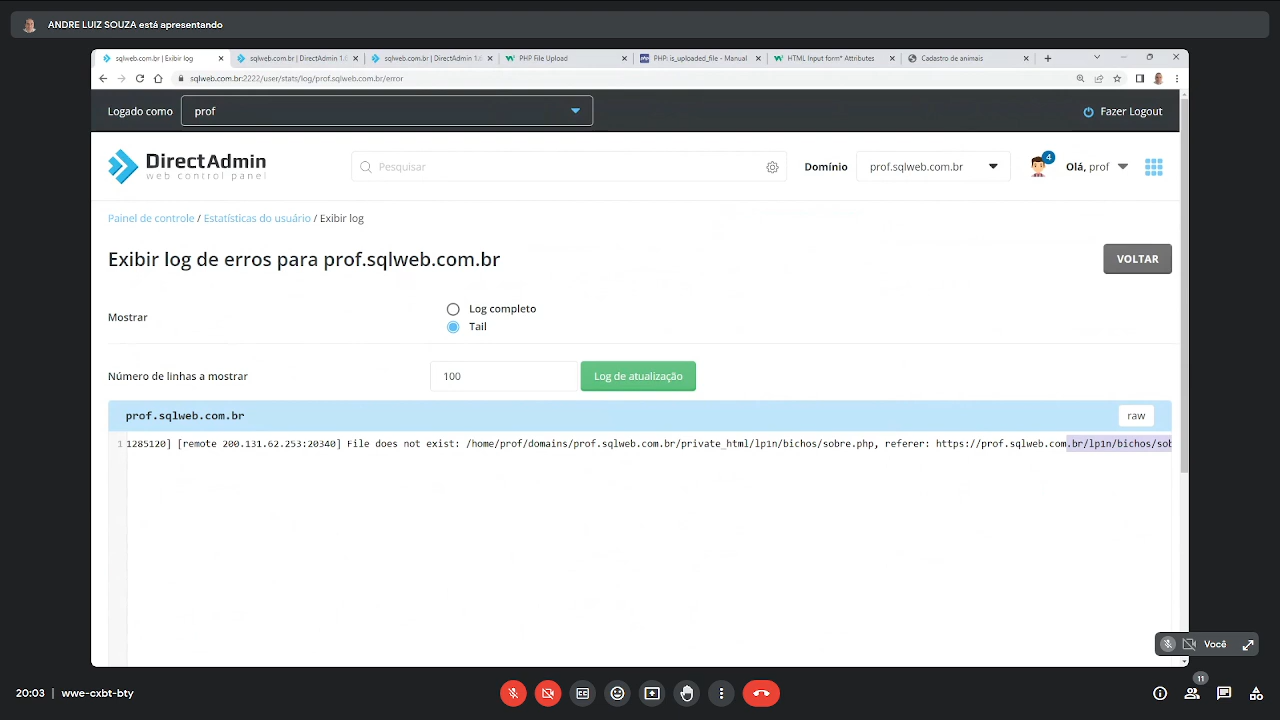 ANDRE LUIZ SOUZA está apresentando
sqlweb.com.br | Exibir log
sqlweb.com.br | DirectAdmin 1.6
sqlweb.com.br | DirectAdmin 1.6
PHP File Upload
PHP: is_uploaded_file - Manual
HTML Input form* Attributes
Cadastro de animais
sqlweb.com.br:2222/user/stats/log/prof.sqlweb.com.br/error
Logado como
prof
Fazer Logout
DirectAdmin
web control panel
Pesquisar
Domínio
prof.sqlweb.com.br
4
Olá, prof
Painel de controle / Estatísticas do usuário / Exibir log
Exibir log de erros para prof.sqlweb.com.br
VOLTAR
Mostrar
Log completo
Tail
Número de linhas a mostrar
100
Log de atualização
prof.sqlweb.com.br
raw
1 1285120] [remote 200.131.62.253:20340] File does not exist: /home/prof/domains/prof.sqlweb.com.br/private_html/lp1n/bichos/sobre.php, referer: https://prof.sqlweb.com.br/lp1n/bichos/sob
Você
20:03 | wwe-cxbt-bty
11